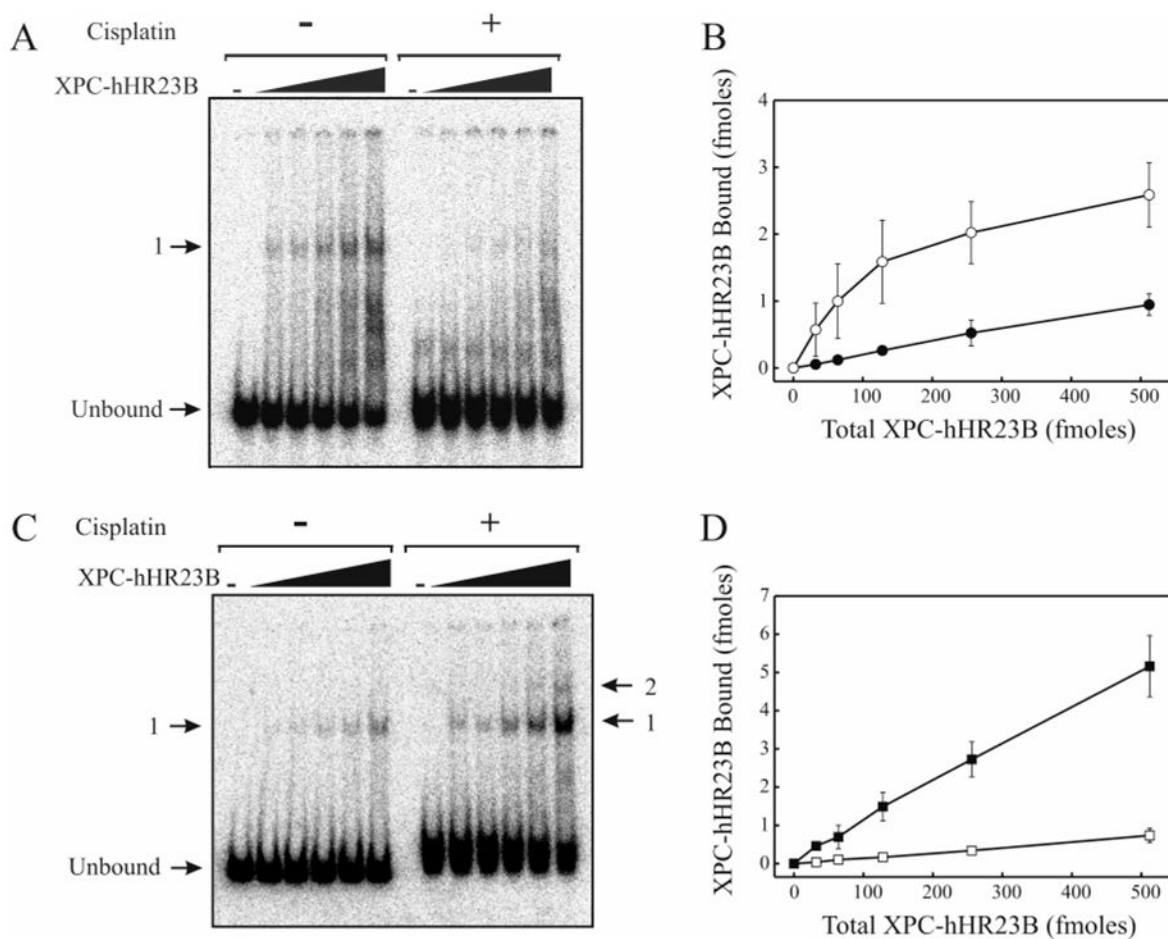 A
Cisplatin - +
XPC-hHR23B - -
1
Unbound
B
XPC-hHR23B Bound (fmoles)
4
3
2
1
0
0 100 200 300 400 500
Total XPC-hHR23B (fmoles)
C
Cisplatin - +
XPC-hHR23B - -
2
1 1
Unbound
D
XPC-hHR23B Bound (fmoles)
7
6
5
4
3
2
1
0
0 100 200 300 400 500
Total XPC-hHR23B (fmoles)